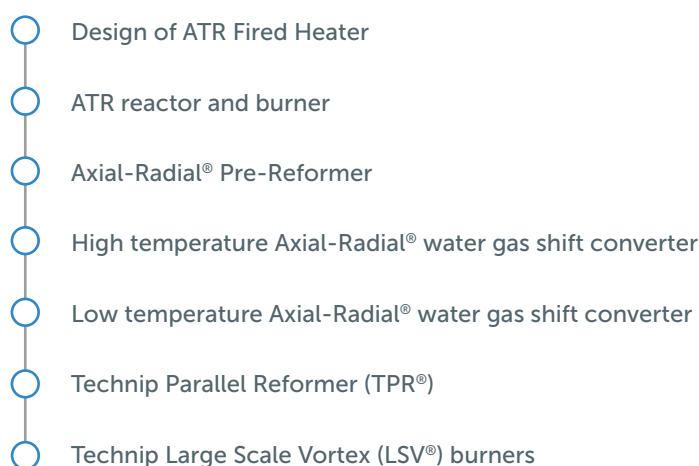 Design of ATR Fired Heater
ATR reactor and burner
Axial-Radial® Pre-Reformer
High temperature Axial-Radial® water gas shift converter
Low temperature Axial-Radial® water gas shift converter
Technip Parallel Reformer (TPR®)
Technip Large Scale Vortex (LSV®) burners